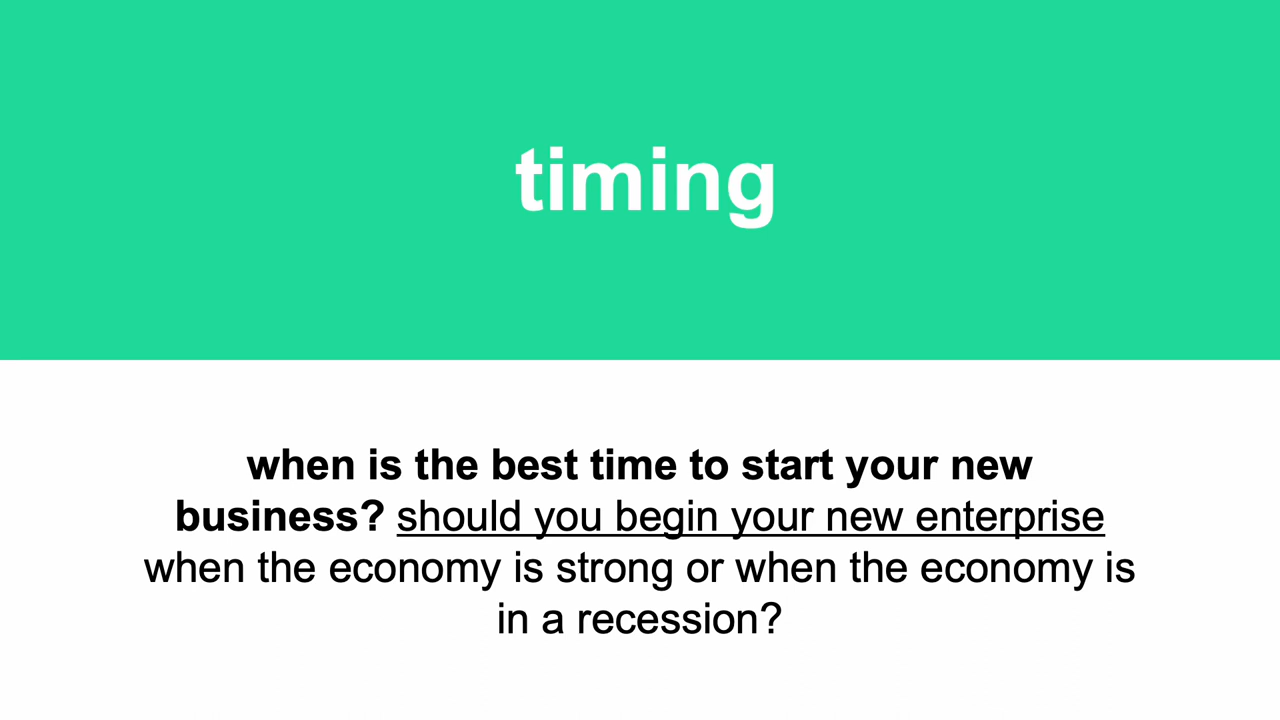 timing
when is the best time to start your new
business? should you begin your new enterprise
when the economy is strong or when the economy is
in a recession?